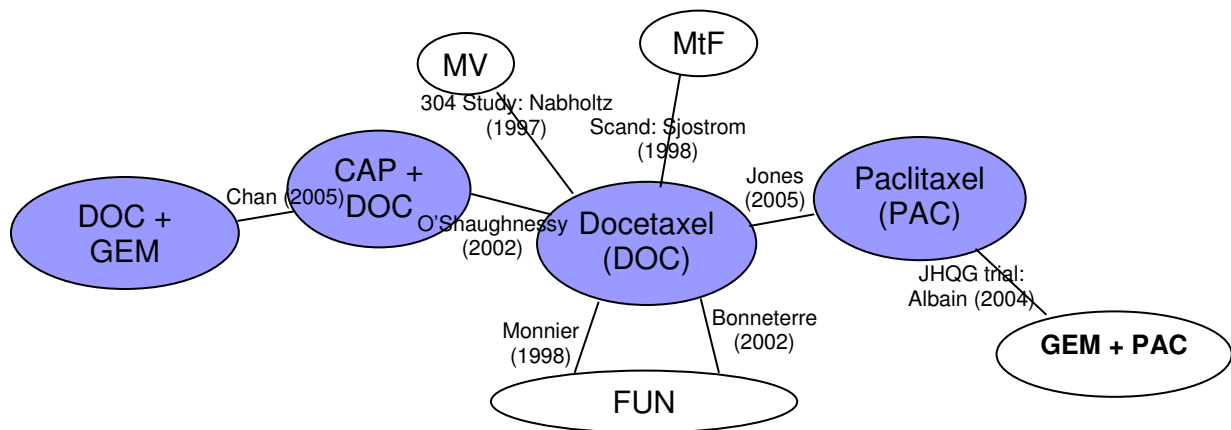 MV
MtF
304 Study: Nabholtz
(1997)
Scand: Sjostrom
(1998)
CAP +
DOC
Chan (2005)
DOC +
GEM
O'Shaughnessy
(2002)
Docetaxel
(DOC)
Jones
(2005)
Paclitaxel
(PAC)
JHQG trial:
Albain (2004)
GEM + PAC
Monnier
(1998)
Bonneterre
(2002)
FUN